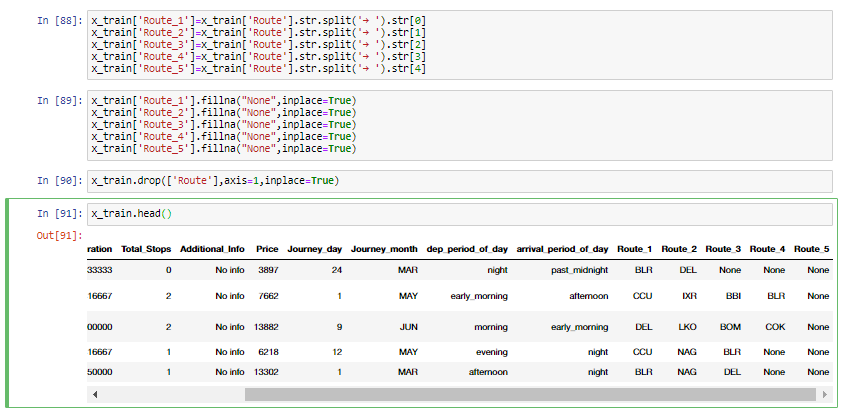 In [88]: x_train['Route_1']=x_train['Route'].str.split('→ ').str[0]
x_train['Route_2']=x_train['Route'].str.split('→ ').str[1]
x_train['Route_3']=x_train['Route'].str.split('→ ').str[2]
x_train['Route_4']=x_train['Route'].str.split('→ ').str[3]
x_train['Route_5']=x_train['Route'].str.split('→ ').str[4]
In [89]: x_train['Route_1'].fillna("None",inplace=True)
x_train['Route_2'].fillna("None",inplace=True)
x_train['Route_3'].fillna("None",inplace=True)
x_train['Route_4'].fillna("None",inplace=True)
x_train['Route_5'].fillna("None",inplace=True)
In [90]: x_train.drop(['Route'],axis=1,inplace=True)
In [91]: x_train.head()
Out[91]:
ration Total_Stops Additional_Info Price Journey_day Journey_month dep_period_of_day arrival_period_of_day Route_1 Route_2 Route_3 Route_4 Route_5
33333 0 No info 3897 24 MAR night past_midnight BLR DEL None None None
16667 2 No info 7662 1 MAY early_morning afternoon CCU IXR BBI BLR None
00000 2 No info 13882 9 JUN morning early_morning DEL LKO BOM COK None
16667 1 No info 6218 12 MAY evening night CCU NAG BLR None None
50000 1 No info 13302 1 MAR afternoon night BLR NAG DEL None None